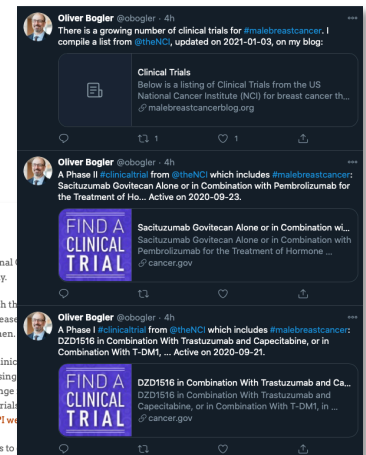 Oliver Bogler @obogler · 4h
There is a growing number of clinical trials for #malebreastcancer. I
compile a list from @theNCI, updated on 2021-01-03, on my blog:
Clinical Trials
Below is a listing of Clinical Trials from the US
National Cancer Institute (NCI) for breast cancer th...
malebreastcancerblog.org
1
1
Oliver Bogler @obogler · 4h
A Phase II #clinicaltrial from @theNCI which includes #malebreastcancer:
Sacituzumab Govitecan Alone or in Combination with Pembrolizumab for
the Treatment of Ho... Active on 2020-09-23.
FIND A
CLINICAL
TRIAL
Sacituzumab Govitecan Alone or in Combination wi...
Sacituzumab Govitecan Alone or in Combination with
Pembrolizumab for the Treatment of Hormone ...
cancer.gov
Oliver Bogler @obogler · 4h
A Phase I #clinicaltrial from @theNCI which includes #malebreastcancer:
DZD1516 in Combination With Trastuzumab and Capecitabine, or in
Combination With T-DM1, ... Active on 2020-09-21.
FIND A
CLINICAL
TRIAL
DZD1516 in Combination With Trastuzumab and Ca...
DZD1516 in Combination With Trastuzumab and
Capecitabine, or in Combination With T-DM1, in ...
cancer.gov